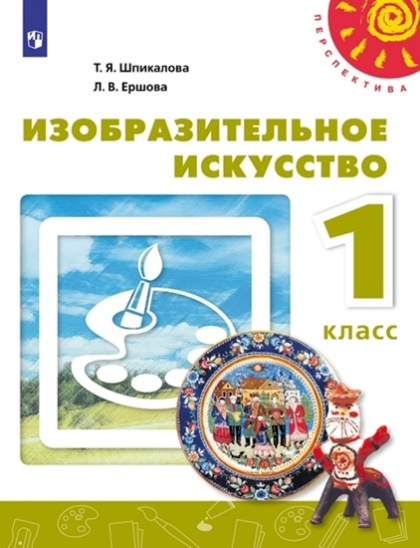 Т. Я. Шпикалова
Л. В. Ершова
ПЕРСПЕКТИВА
ИЗОБРАЗИТЕЛЬНОЕ
ИСКУССТВО
1
класс